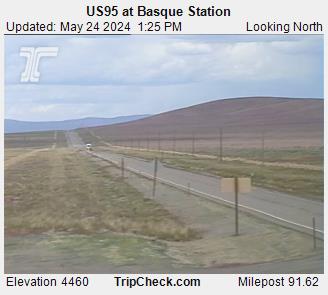 US95 at Basque Station
Updated: May 24 2024 1:25 PM Looking North
Elevation 4460 TripCheck.com Milepost 91.62